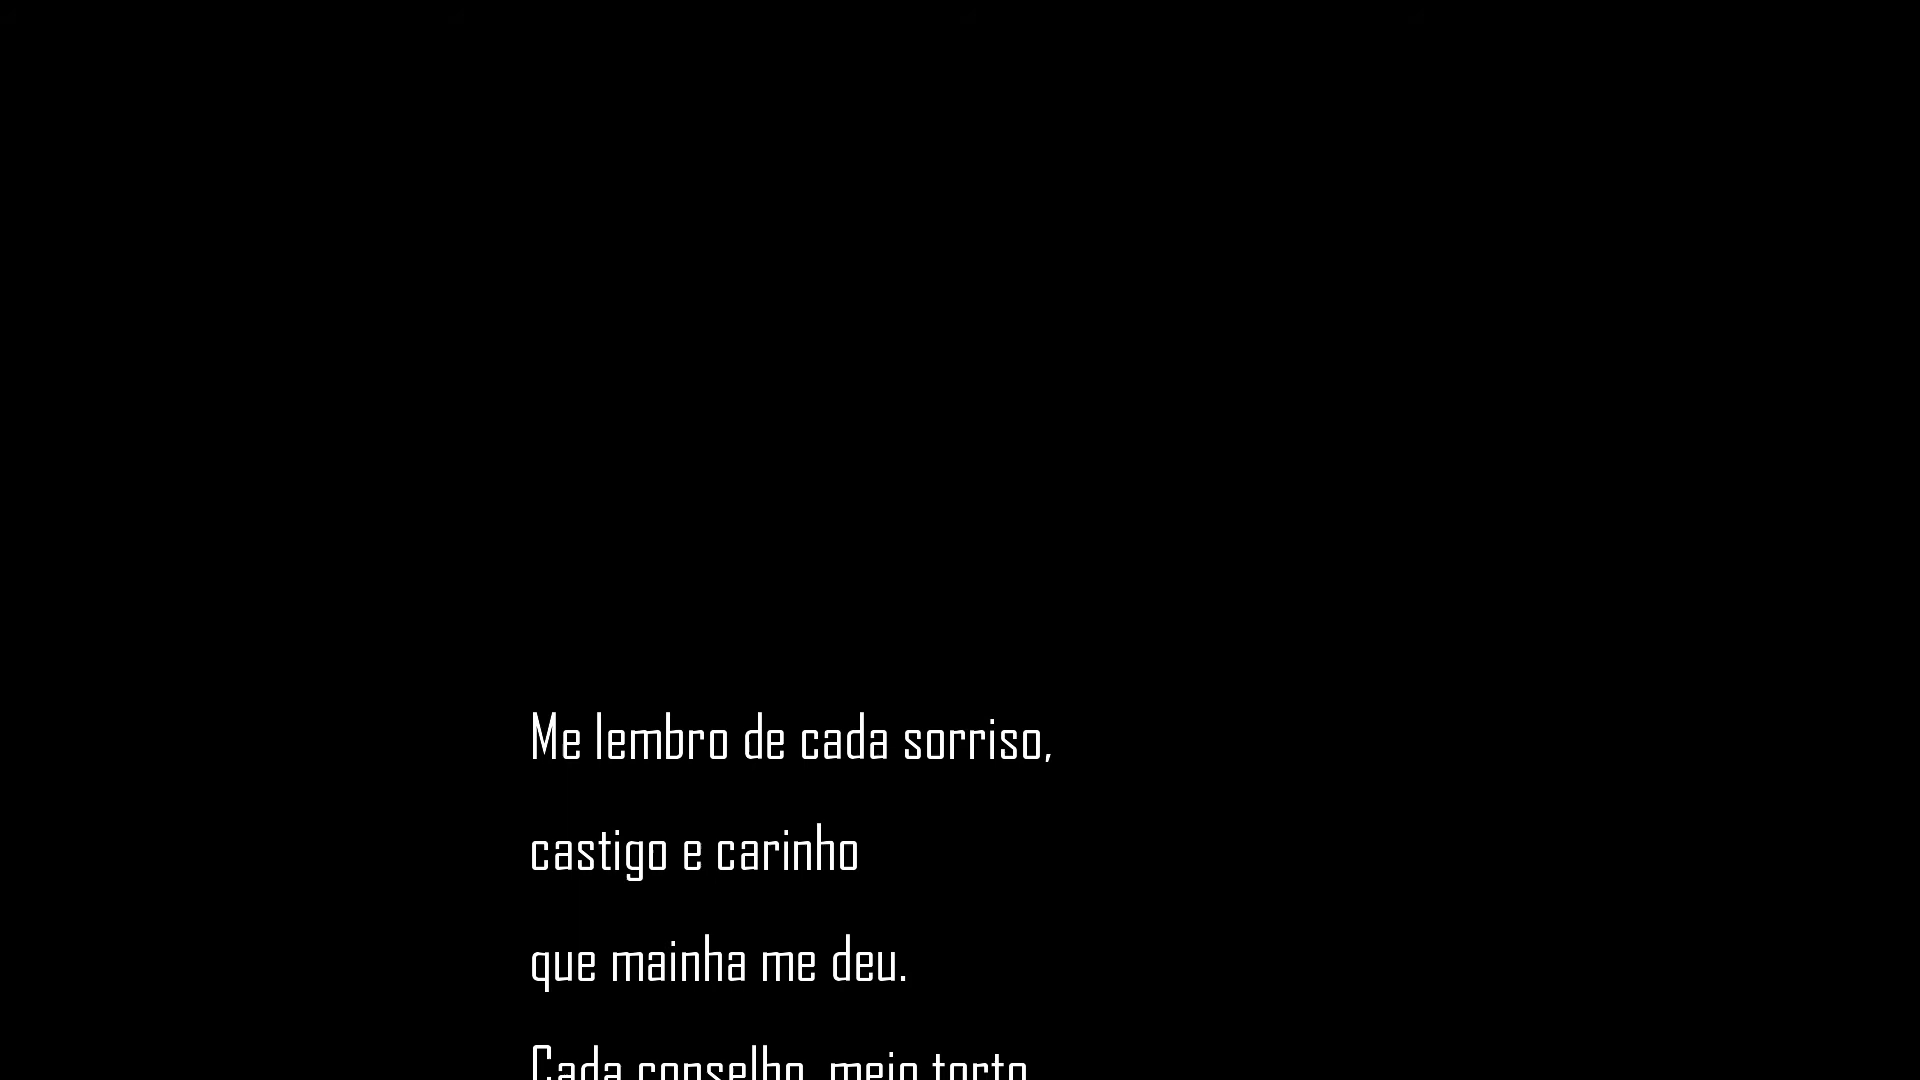 Me lembro de cada sorriso,
castigo e carinho
que mainha me deu.
Cada conselho, meio torto